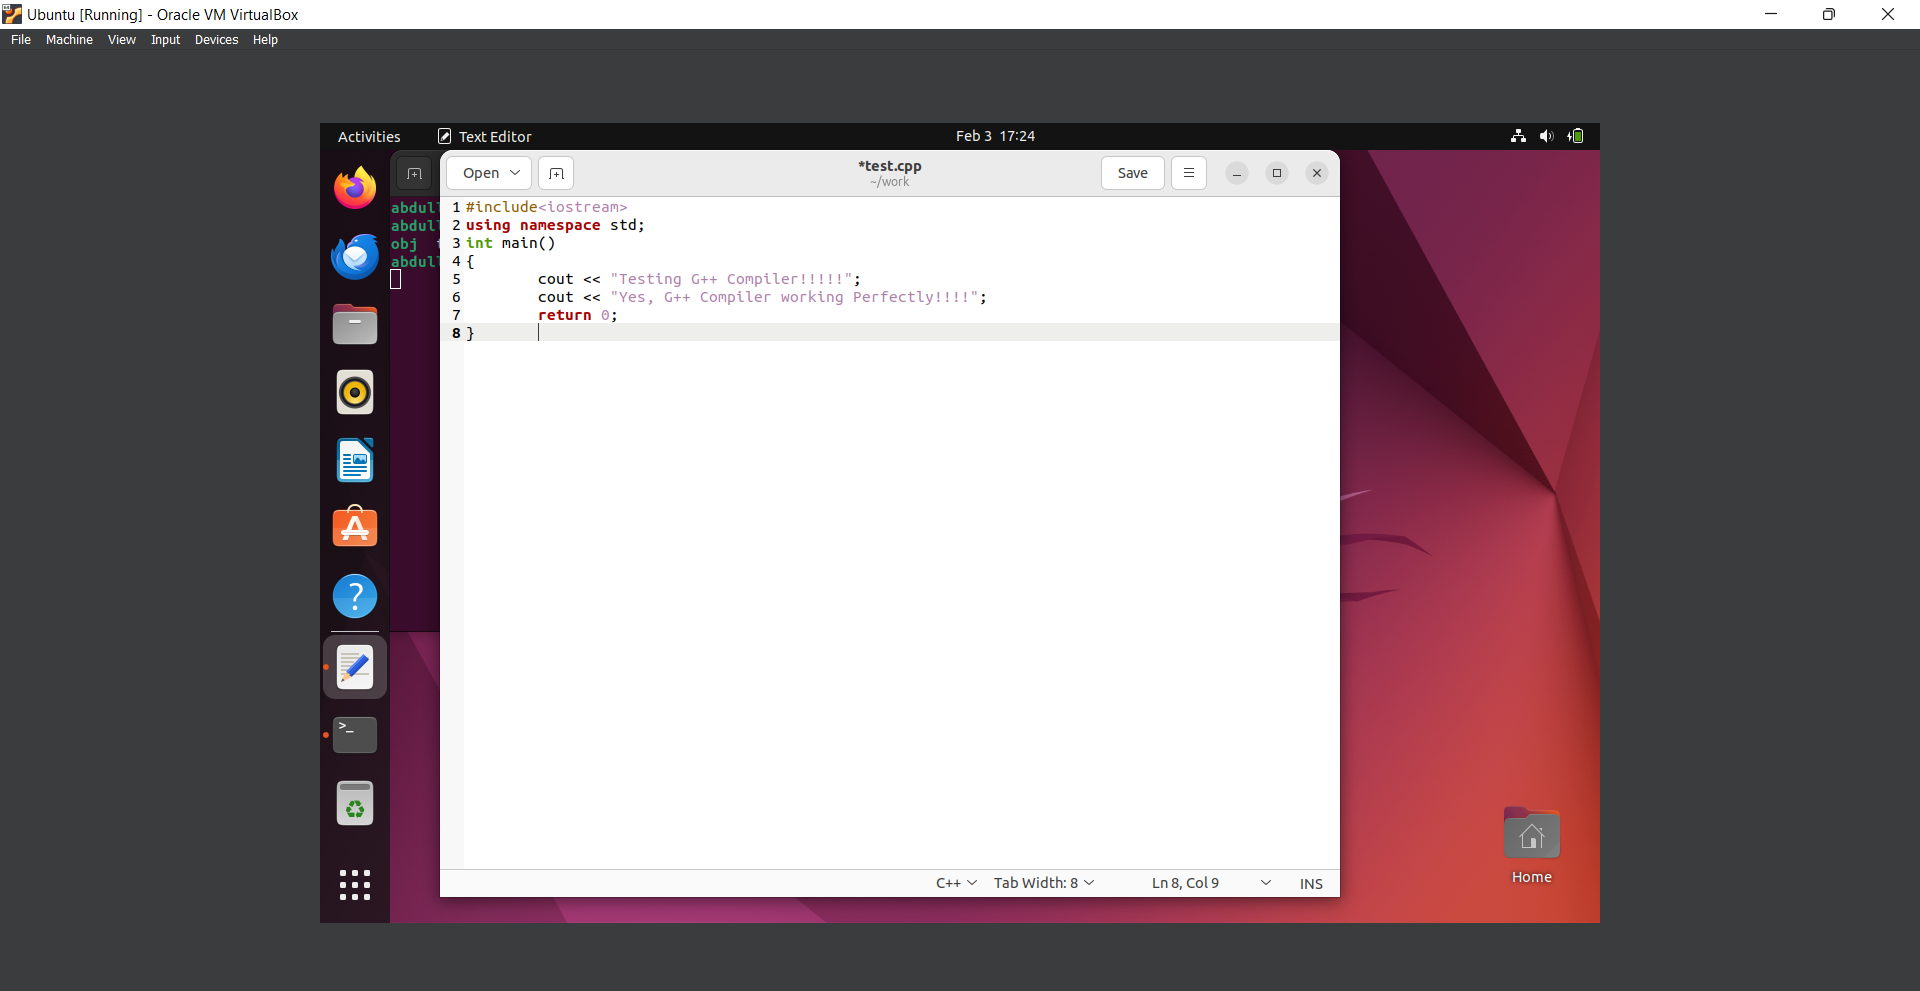 Ubuntu [Running] - Oracle VM VirtualBox
File Machine View Input Devices Help
Activities Text Editor Feb 3 17:24
Open *test.cpp Save
~/work
abdul
abdul
obj
abdul
1 #include<iostream>
2 using namespace std;
3 int main()
4 {
5 cout << "Testing G++ Compiler!!!!!";
6 cout << "Yes, G++ Compiler working Perfectly!!!!";
7 return 0;
8 }
>_
Home
C++ Tab Width: 8 Ln 8, Col 9 INS